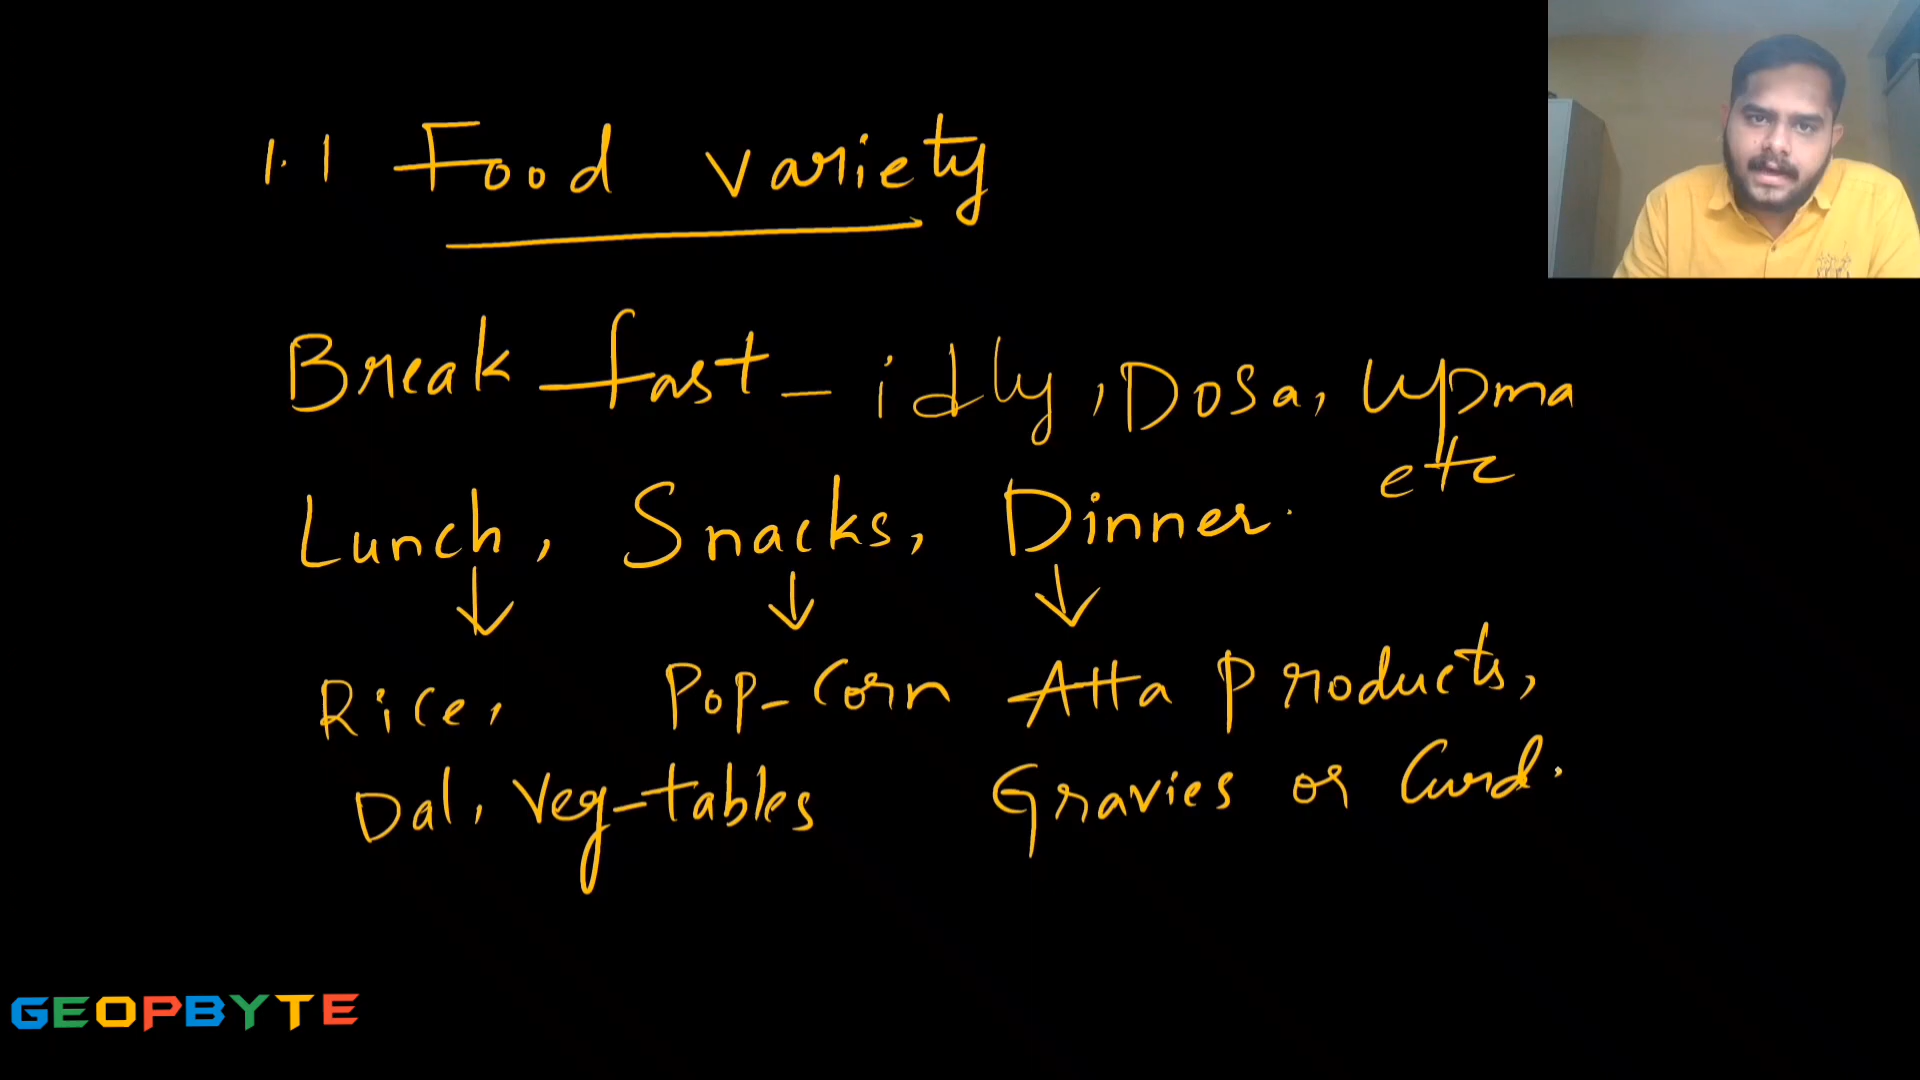 1.1 Food variety
Break fast - idly, Dosa, Upma
etc
Lunch, Snacks, Dinner.
Rice, Pop-Corn Atta Products,
Dal, Veg-tables Gravies or Curd.
GEOPBYTE